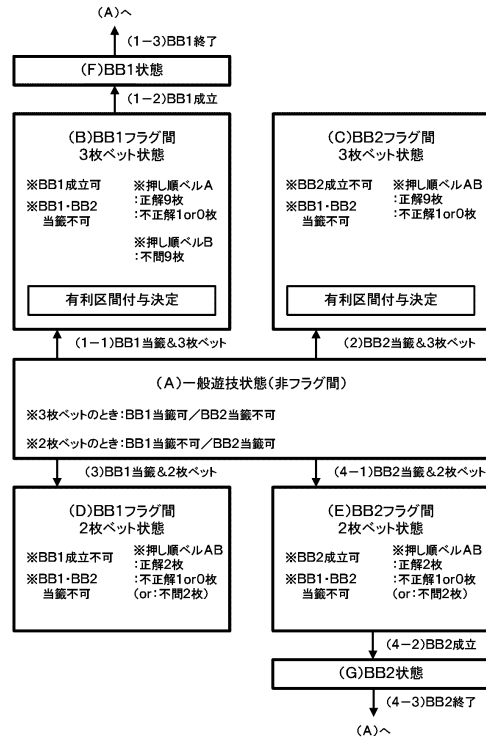 (A)へ
(1－3)BB1終了
(F)BB1状態
(1－2)BB1成立
(B)BB1フラグ間
3枚ベット状態
※BB1成立可
※BB1・BB2
当籤不可
※押し順ベルA
:正解9枚
:不正解1or0枚
※押し順ベルB
:不問9枚
有利区間付与決定
(C)BB2フラグ間
3枚ベット状態
※BB2成立不可
※BB1・BB2
当籤不可
※押し順ベルAB
:正解9枚
:不正解1or0枚
有利区間付与決定
(1－1)BB1当籤&3枚ベット
(2)BB2当籤&3枚ベット
(A)一般遊技状態(非フラグ間)
※3枚ベットのとき:BB1当籤可／BB2当籤不可
※2枚ベットのとき:BB1当籤不可／BB2当籤可
(3)BB1当籤&2枚ベット
(4－1)BB2当籤&2枚ベット
(D)BB1フラグ間
2枚ベット状態
※BB1成立不可
※BB1・BB2
当籤不可
※押し順ベルAB
:正解2枚
:不正解1or0枚
(or:不問2枚)
(E)BB2フラグ間
2枚ベット状態
※BB2成立可
※BB1・BB2
当籤不可
※押し順ベルAB
:正解2枚
:不正解1or0枚
(or:不問2枚)
(4－2)BB2成立
(G)BB2状態
(4－3)BB2終了
(A)へ